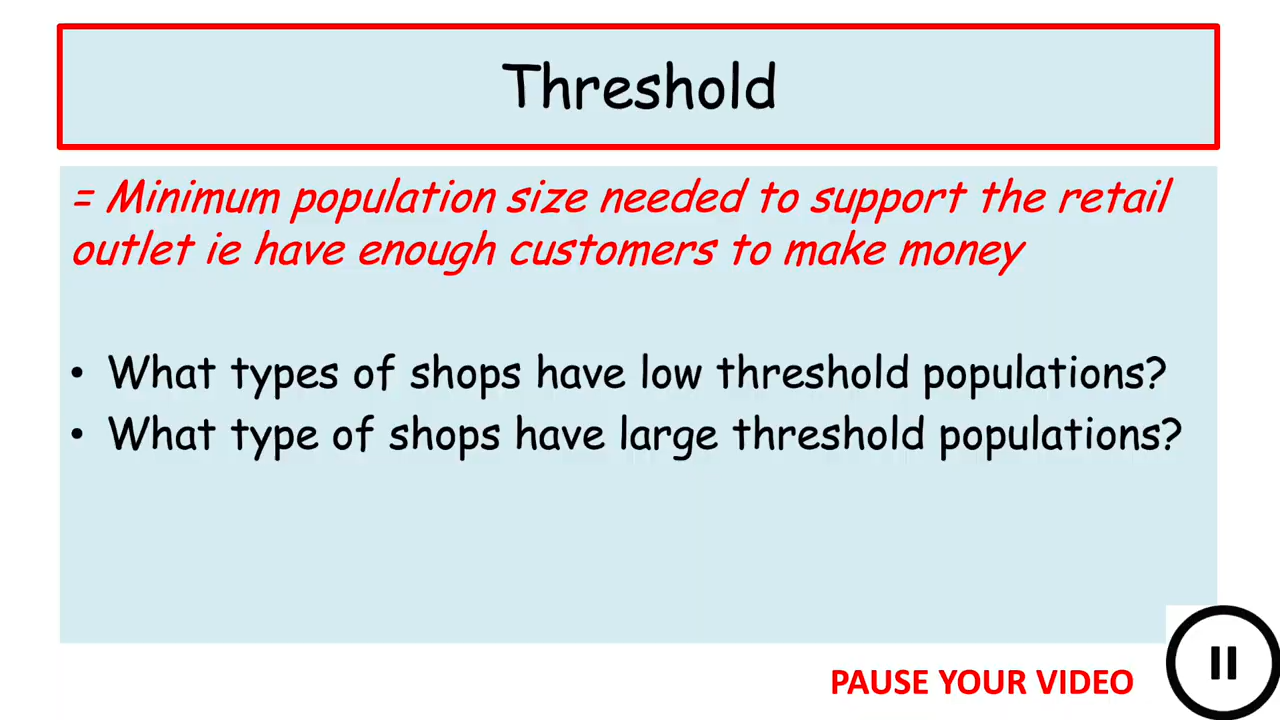 Threshold
= Minimum population size needed to support the retail
outlet ie have enough customers to make money
• What types of shops have low threshold populations?
• What type of shops have large threshold populations?
PAUSE YOUR VIDEO